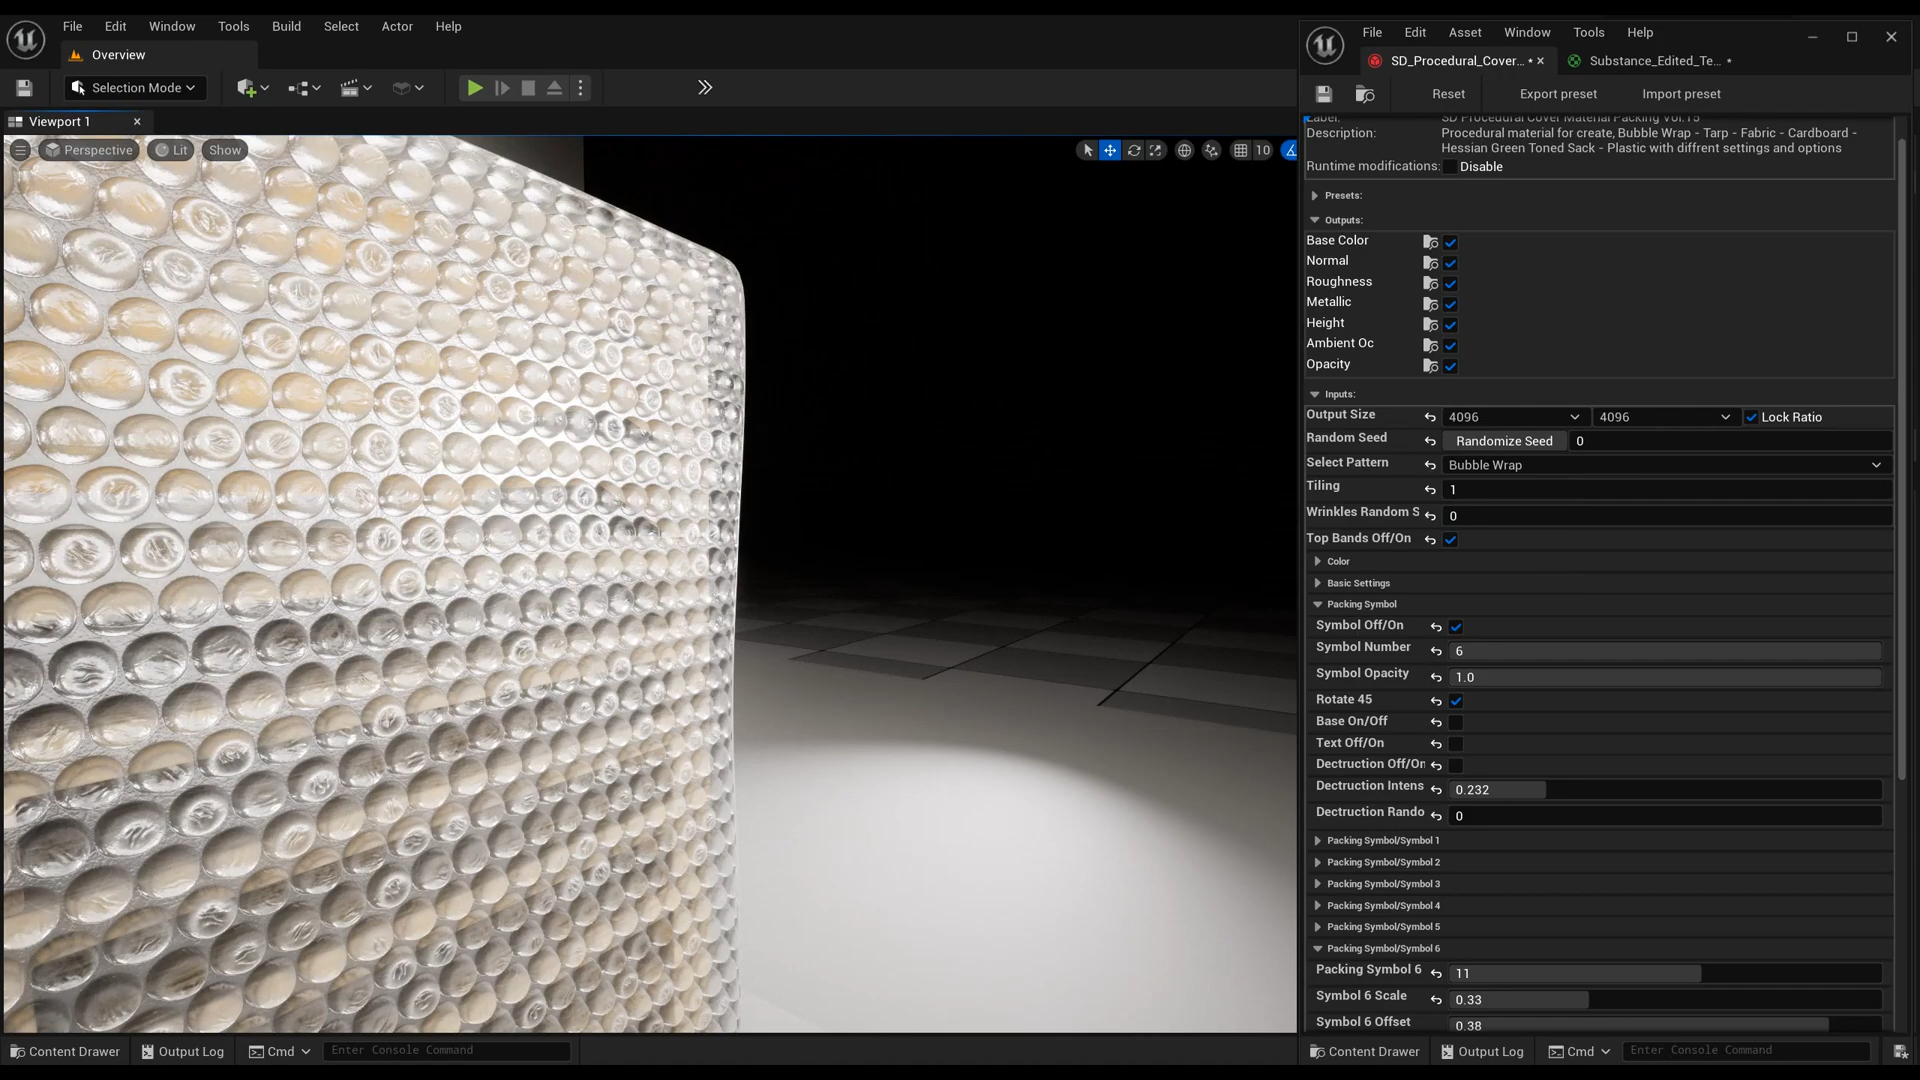 File Edit Window Tools Build Select Actor Help
Overview
Selection Mode
Viewport 1
Perspective Lit Show
10
File Edit Asset Window Tools Help
SD_Procedural_Cover... •
Substance_Edited_Te... •
Reset Export preset Import preset
Label: SD Procedural Cover Material Packing Vol.15
Description: Procedural material for create, Bubble Wrap - Tarp - Fabric - Cardboard -
Hessian Green Toned Sack - Plastic with diffrent settings and options
Runtime modifications: Disable
Presets:
Outputs:
Base Color
Normal
Roughness
Metallic
Height
Ambient Oc
Opacity
Inputs:
Output Size 4096 4096 Lock Ratio
Random Seed Randomize Seed 0
Select Pattern Bubble Wrap
Tiling 1
Wrinkles Random S 0
Top Bands Off/On
Color
Basic Settings
Packing Symbol
Symbol Off/On
Symbol Number 6
Symbol Opacity 1.0
Rotate 45
Base On/Off
Text Off/On
Dectruction Off/On
Dectruction Intens 0.232
Dectruction Rando 0
Packing Symbol/Symbol 1
Packing Symbol/Symbol 2
Packing Symbol/Symbol 3
Packing Symbol/Symbol 4
Packing Symbol/Symbol 5
Packing Symbol/Symbol 6
Packing Symbol 6 11
Symbol 6 Scale 0.33
Symbol 6 Offset 0.38
Content Drawer Output Log Cmd Enter Console Command
Content Drawer Output Log Cmd Enter Console Command